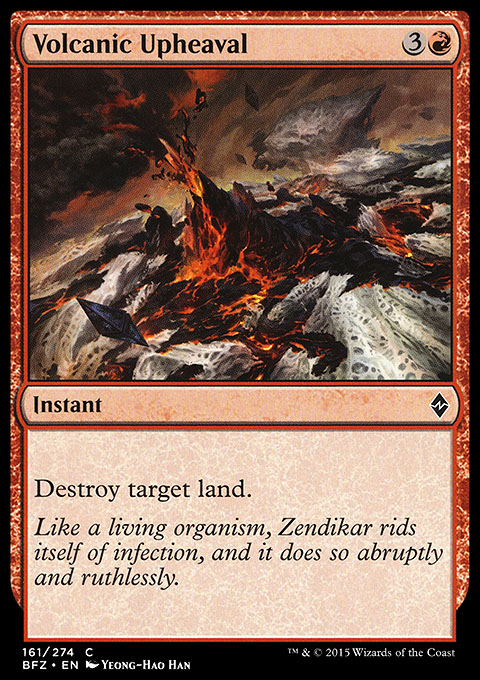 Volcanic Upheaval 3
Instant
Destroy target land.
Like a living organism, Zendikar rids
itself of infection, and it does so abruptly
and ruthlessly.
161/274 C
BFZ • EN Yeong-Hao Han
™ & © 2015 Wizards of the Coast